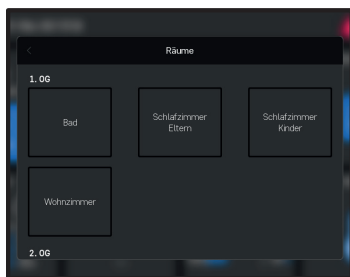 Räume
1. OG
Bad
Schlafzimmer
Eltern
Schlafzimmer
Kinder
Wohnzimmer
2. OG